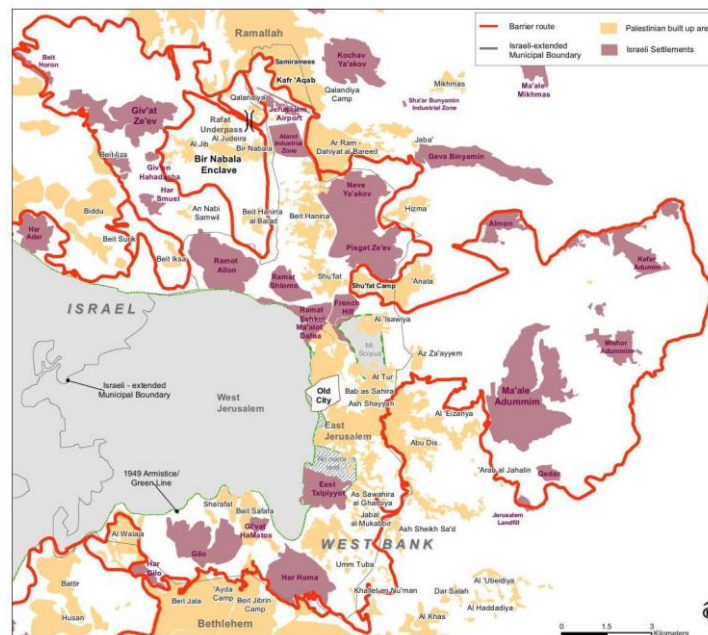 Barrier route
Israeli-extended
Municipal Boundary
Palestinian built up area
Israeli Settlements
Ramallah
Beit
Horon
Samiramees
Kafr 'Aqab
Kochav
Ya'akov
Qalandiya
Qalandiya
Camp
Mikhmas
Ma'ale
Mikhmas
Sha'ar Bunyamin
Industrial Zone
Giv'at
Ze'ev
Rafat
Underpass
Jerusalem
Airport
Al Judeira
Al Jib
Bir Nabala
Atarot
Industrial
Zone
Ar Ram -
Dahiyat al Bareed
Jaba'
Bir Nabala
Enclave
Geva Binyamin
Beit Ijza
Giv'on
Hahadasha
Har
Smuel
Neve
Ya'akov
Biddu
An Nabi
Samwil
Beit Hanina
al Balad
Beit Hanina
Hizma
Har
Adar
Beit Surik
Almon
Pisgat Ze'ev
Beit Iksa
Ramot
Allon
Kefar
Adumim
Ramat
Shlomo
Shu'fat
Shu'fat Camp
'Anata
ISRAEL
Ramat
Eshkol
Ma'alot
Dafna
French
Hill
Al 'Isawiya
Mt
Scopus
Mishor
Adummim
Az Za'ayyem
Israeli - extended
Municipal Boundary
West
Jerusalem
Old
City
At Tur
Bab as Sahira
Ash Shayyah
Ma'ale
Adummim
East
Jerusalem
Al 'Eizariya
Abu Dis
No man's
land
'Arab al Jahalin
Qedar
1949 Armistice/
Green Line
East
Talpiyyot
As Sawahira
al Gharbiya
Jerusalem
Landfill
Sharafat
Beit Safafa
Jabal
al Mukabbir
Al Walaja
Gilo
Giv'at
HaMatos
Ash Sheikh Sa'd
WEST BANK
Har
Gilo
Har Homa
Umm Tuba
Battir
Beit Jala
'Ayda
Camp
Beit Jibrin
Camp
Khallet an Nu'man
Dar Salah
Al 'Ubeidiya
Al Haddadiya
Husan
Bethlehem
Al Khas
0 1.5 3
Kilometers